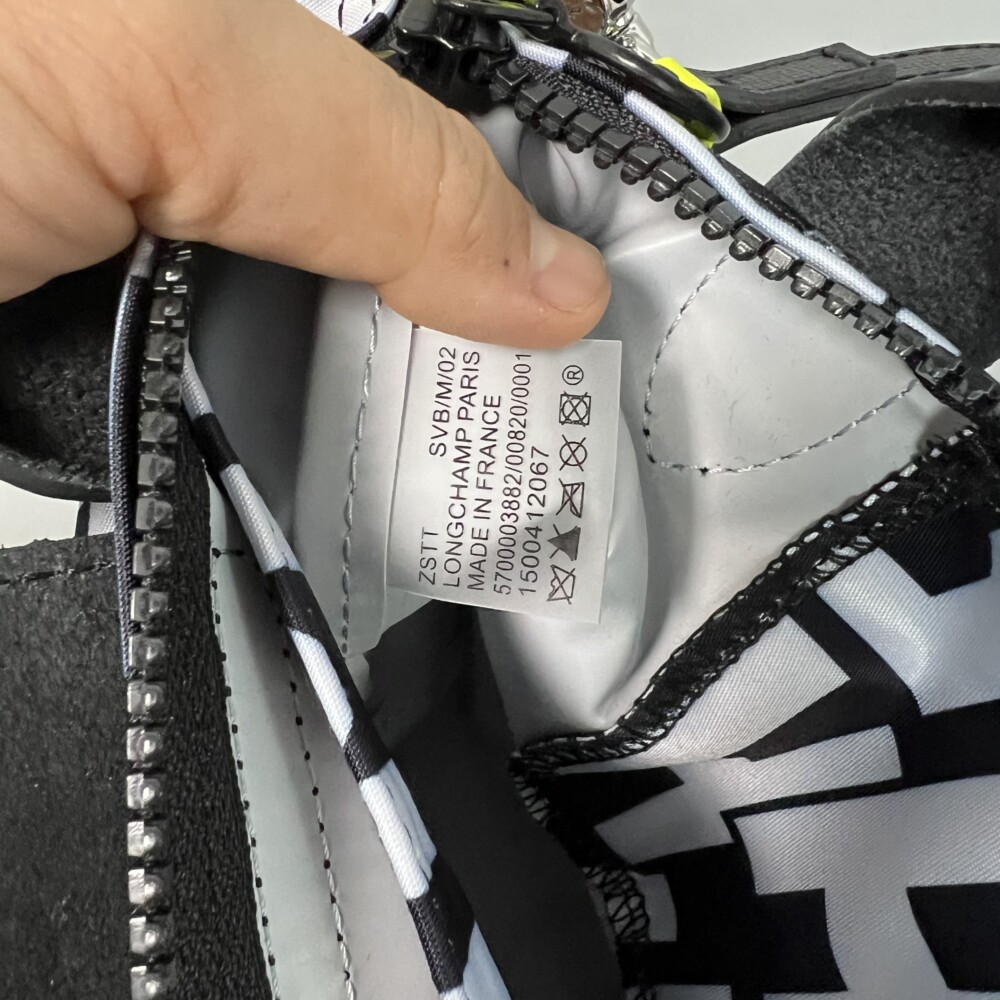 SVB/M/02
ZSTT LONGCHAMP PARIS
MADE IN FRANCE
5700003882/00820/0001
1500412067
®